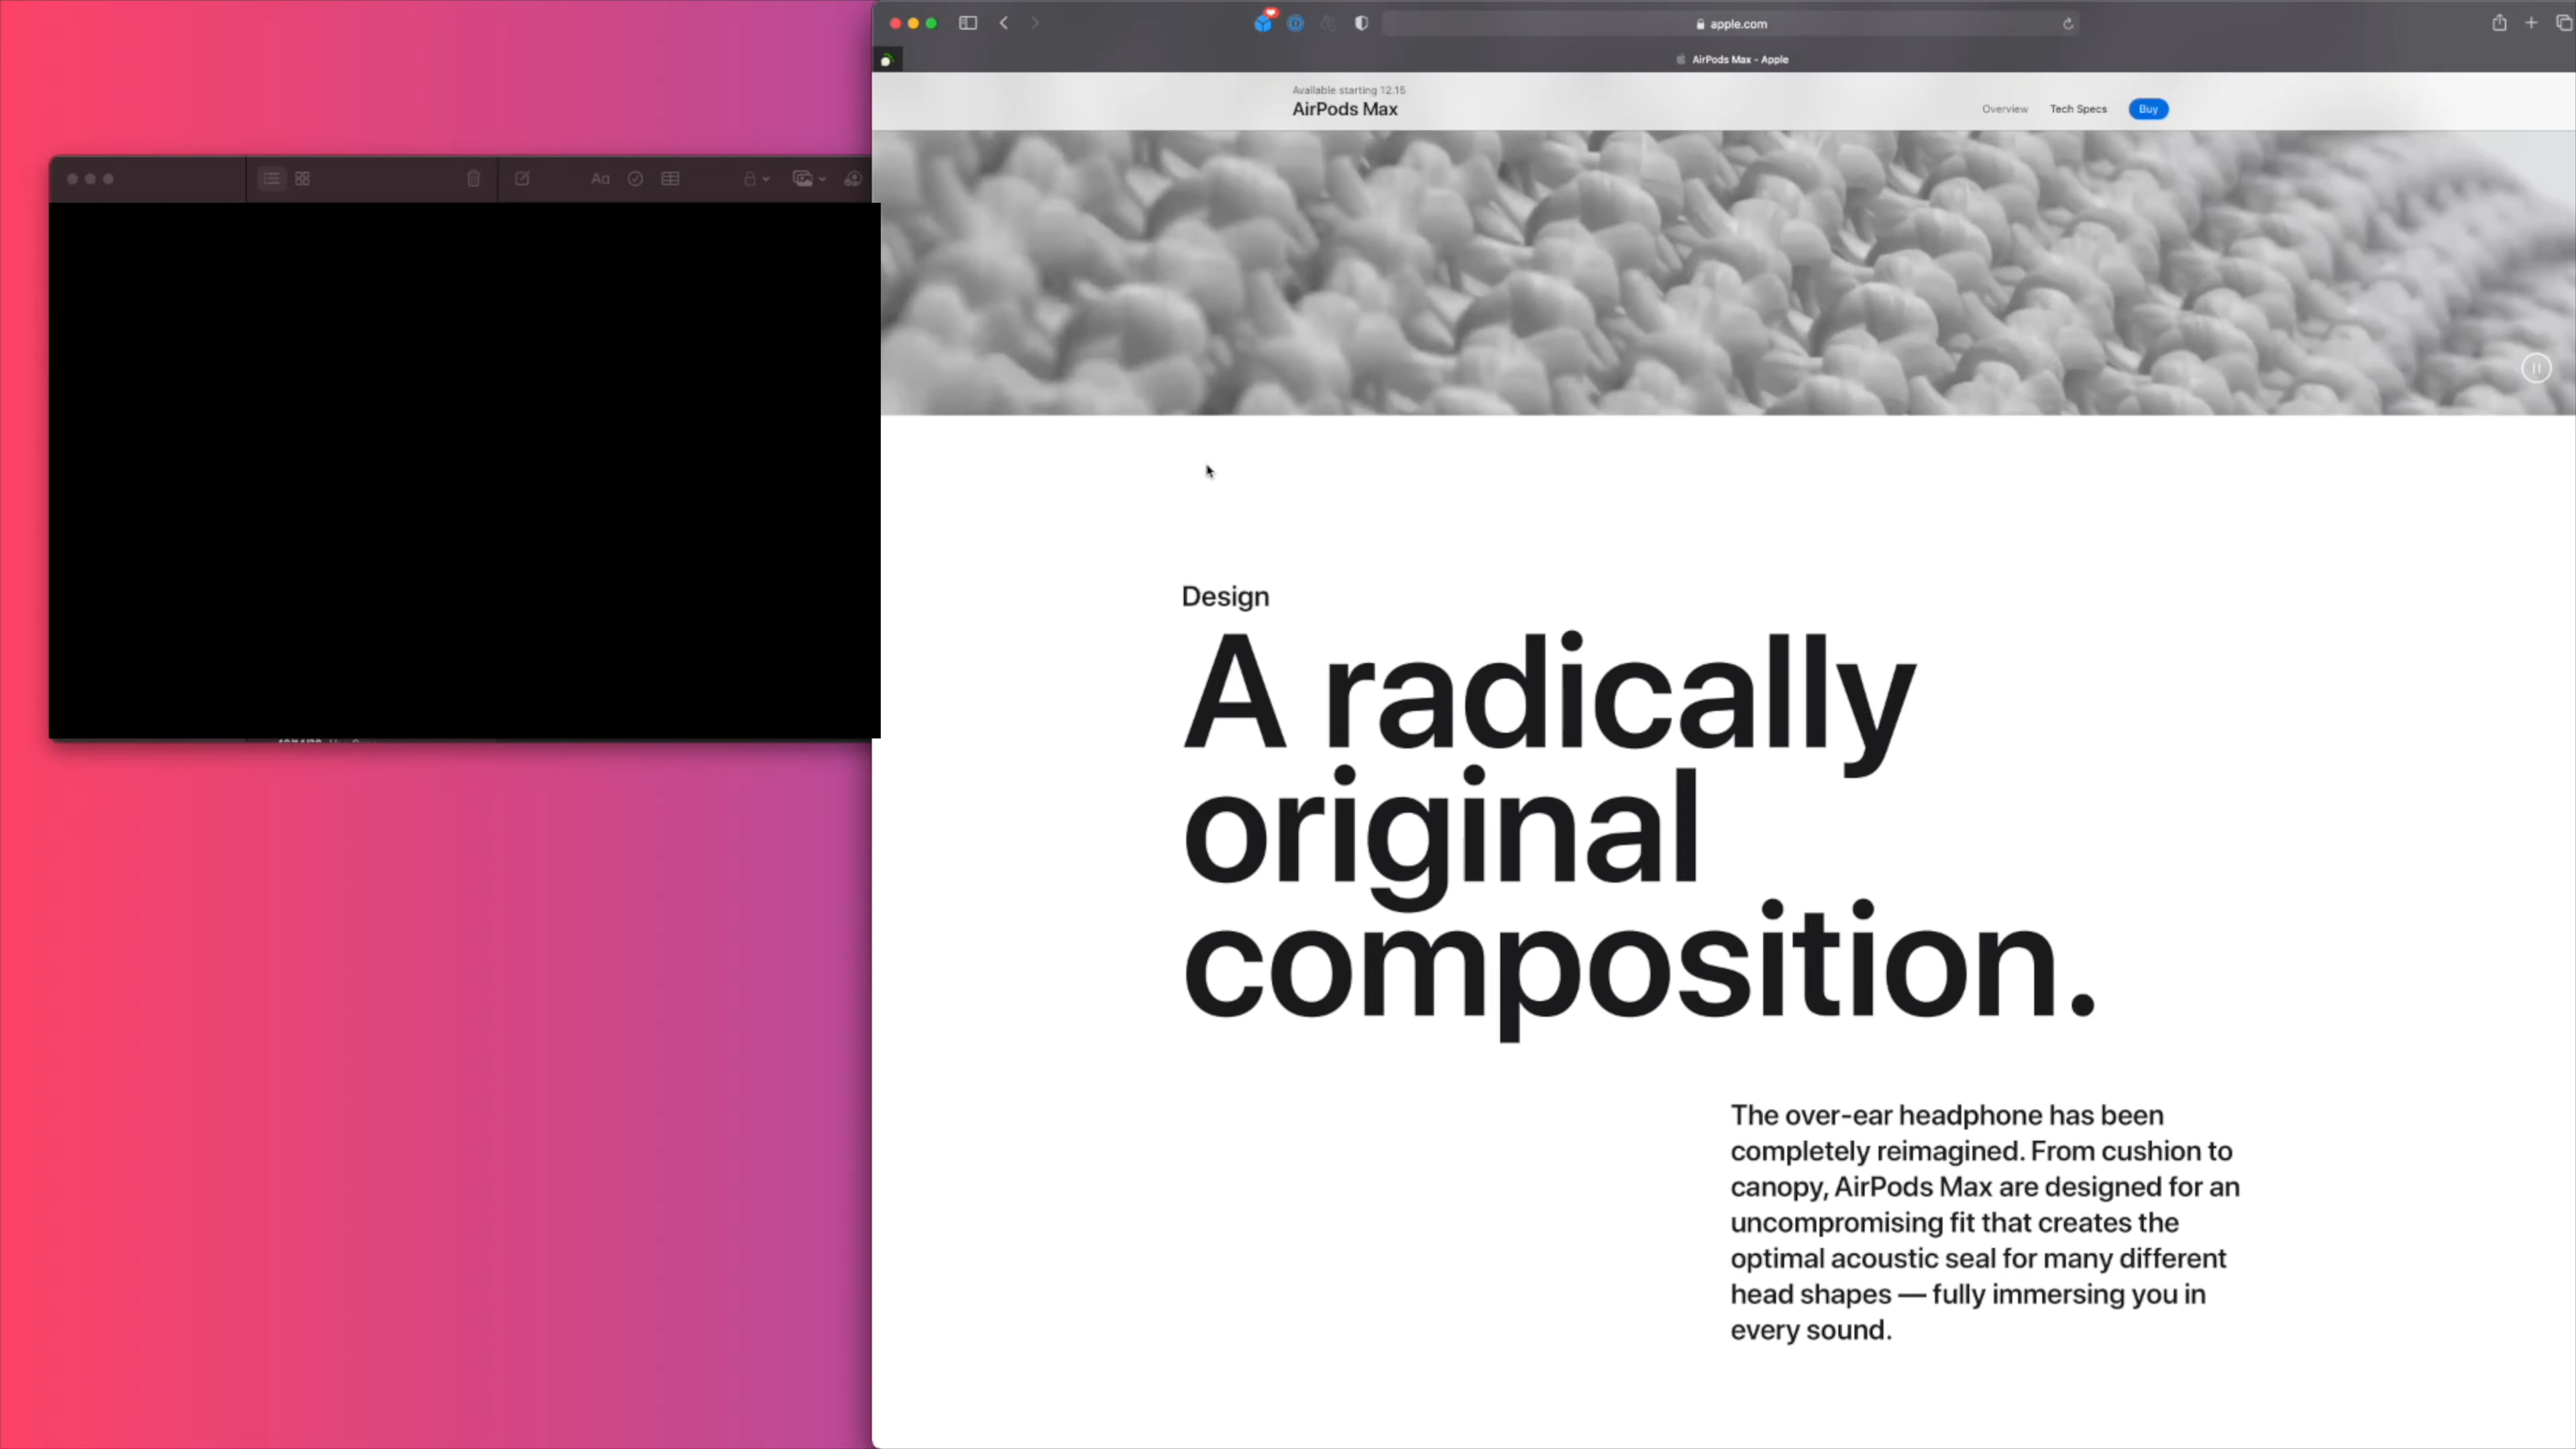 apple.com
AirPods Max - Apple
Available starting 12.15
AirPods Max
Overview
Tech Specs
Buy
Aa
Design
A radically
original
composition.
The over-ear headphone has been
completely reimagined. From cushion to
canopy, AirPods Max are designed for an
uncompromising fit that creates the
optimal acoustic seal for many different
head shapes — fully immersing you in
every sound.